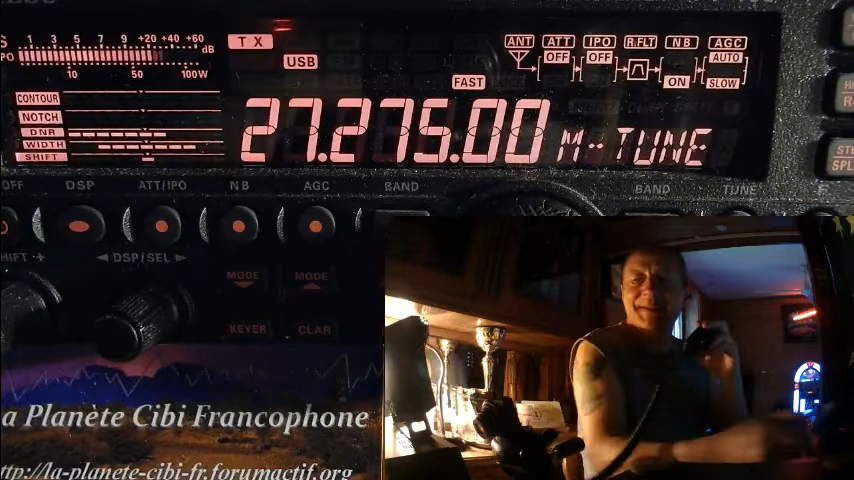 S 1 3 5 7 9 +20 +40 +60 dB
PO 10 50 100W
TX
USB
FAST
ANT ATT IPO R.FLT NB AGC
OFF OFF AUTO
ON SLOW
CONTOUR
NOTCH
DNR
WIDTH
SHIFT
27.275.00 M-TUNE
OFF DSP ATT/IPO NB AGC BAND BAND TUNE
SHIFT + ◄DSP/SEL► MODE MODE
KEYER CLAR
a Planète Cibi Francophone
ttp://la-planete-cibi-fr.forumactif.org